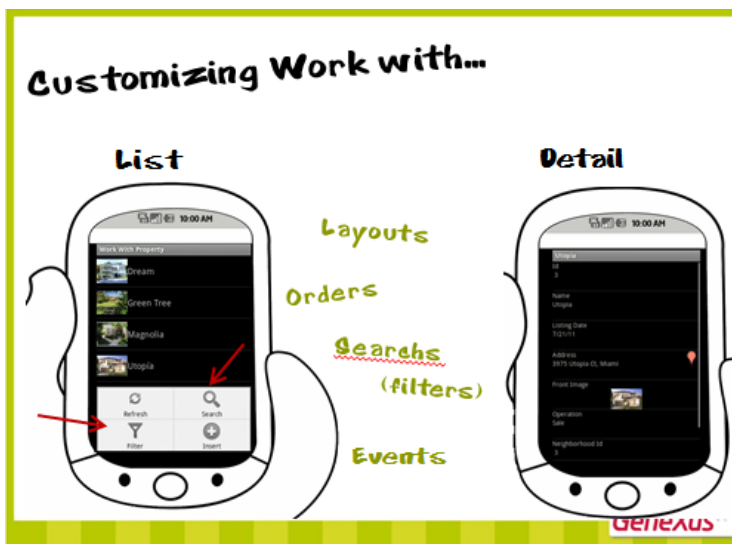 Customizing Work with...
List
10:00 AM
Work With Property
Dream
Green Tree
Magnolia
Utopía
Refresh
Search
Filter
Insert
Layouts
Orders
Searchs
(filters)
Events
Detail
10:00 AM
Utopia
Id
3
Name
Utopia
Listing Date
7/21/11
Address
3975 Utopia Ct, Miami
Front Image
Operation
Sale
Neighborhood Id
3
Genexus